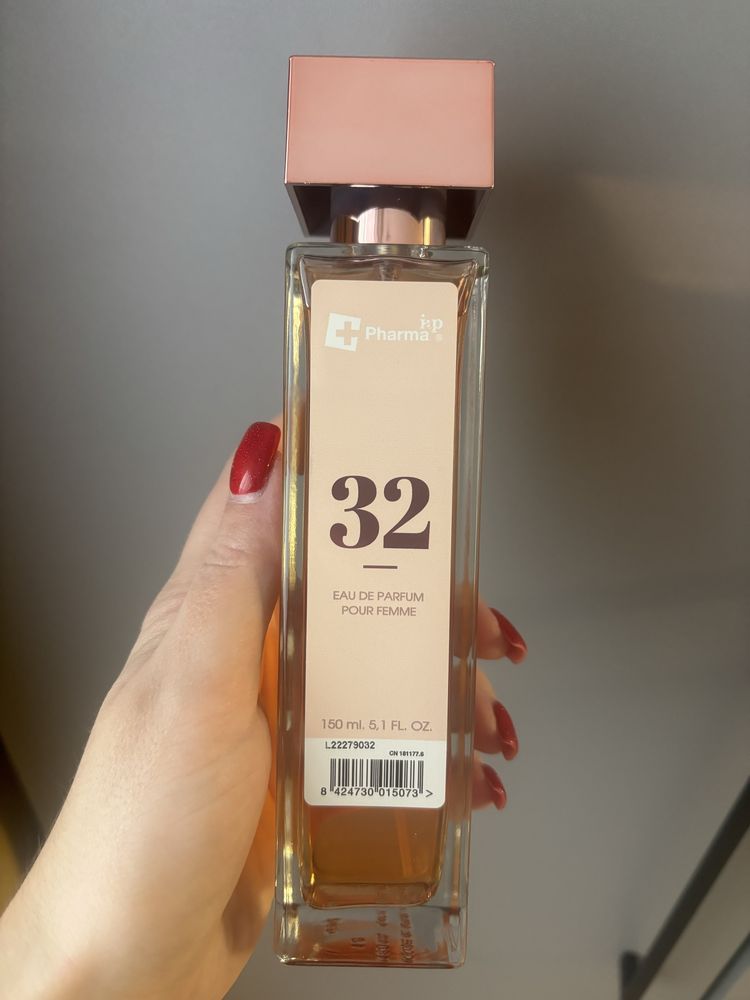 iap
Pharma
32
EAU DE PARFUM
POUR FEMME
150 ml. 5,1 FL. OZ.
L22279032
CN 181177.6
8 424730 015073 >